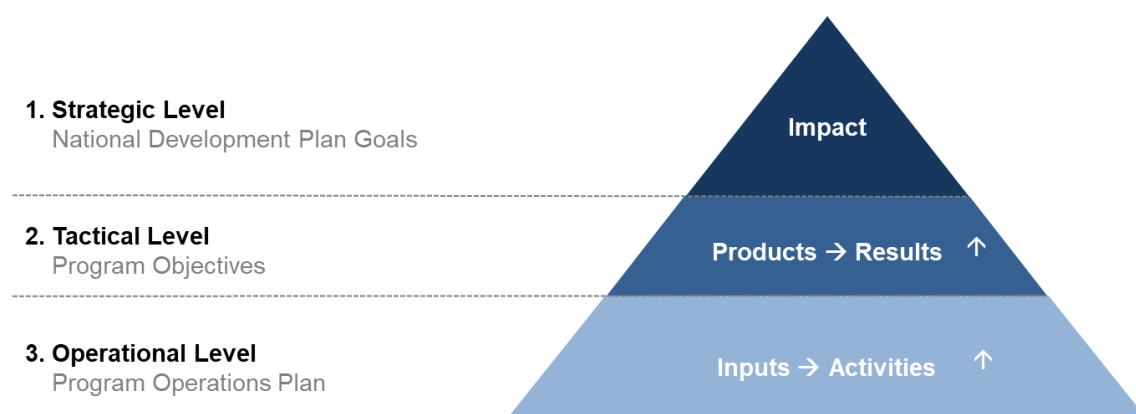 1. Strategic Level
National Development Plan Goals
Impact
2. Tactical Level
Program Objectives
Products → Results ↑
3. Operational Level
Program Operations Plan
Inputs → Activities ↑